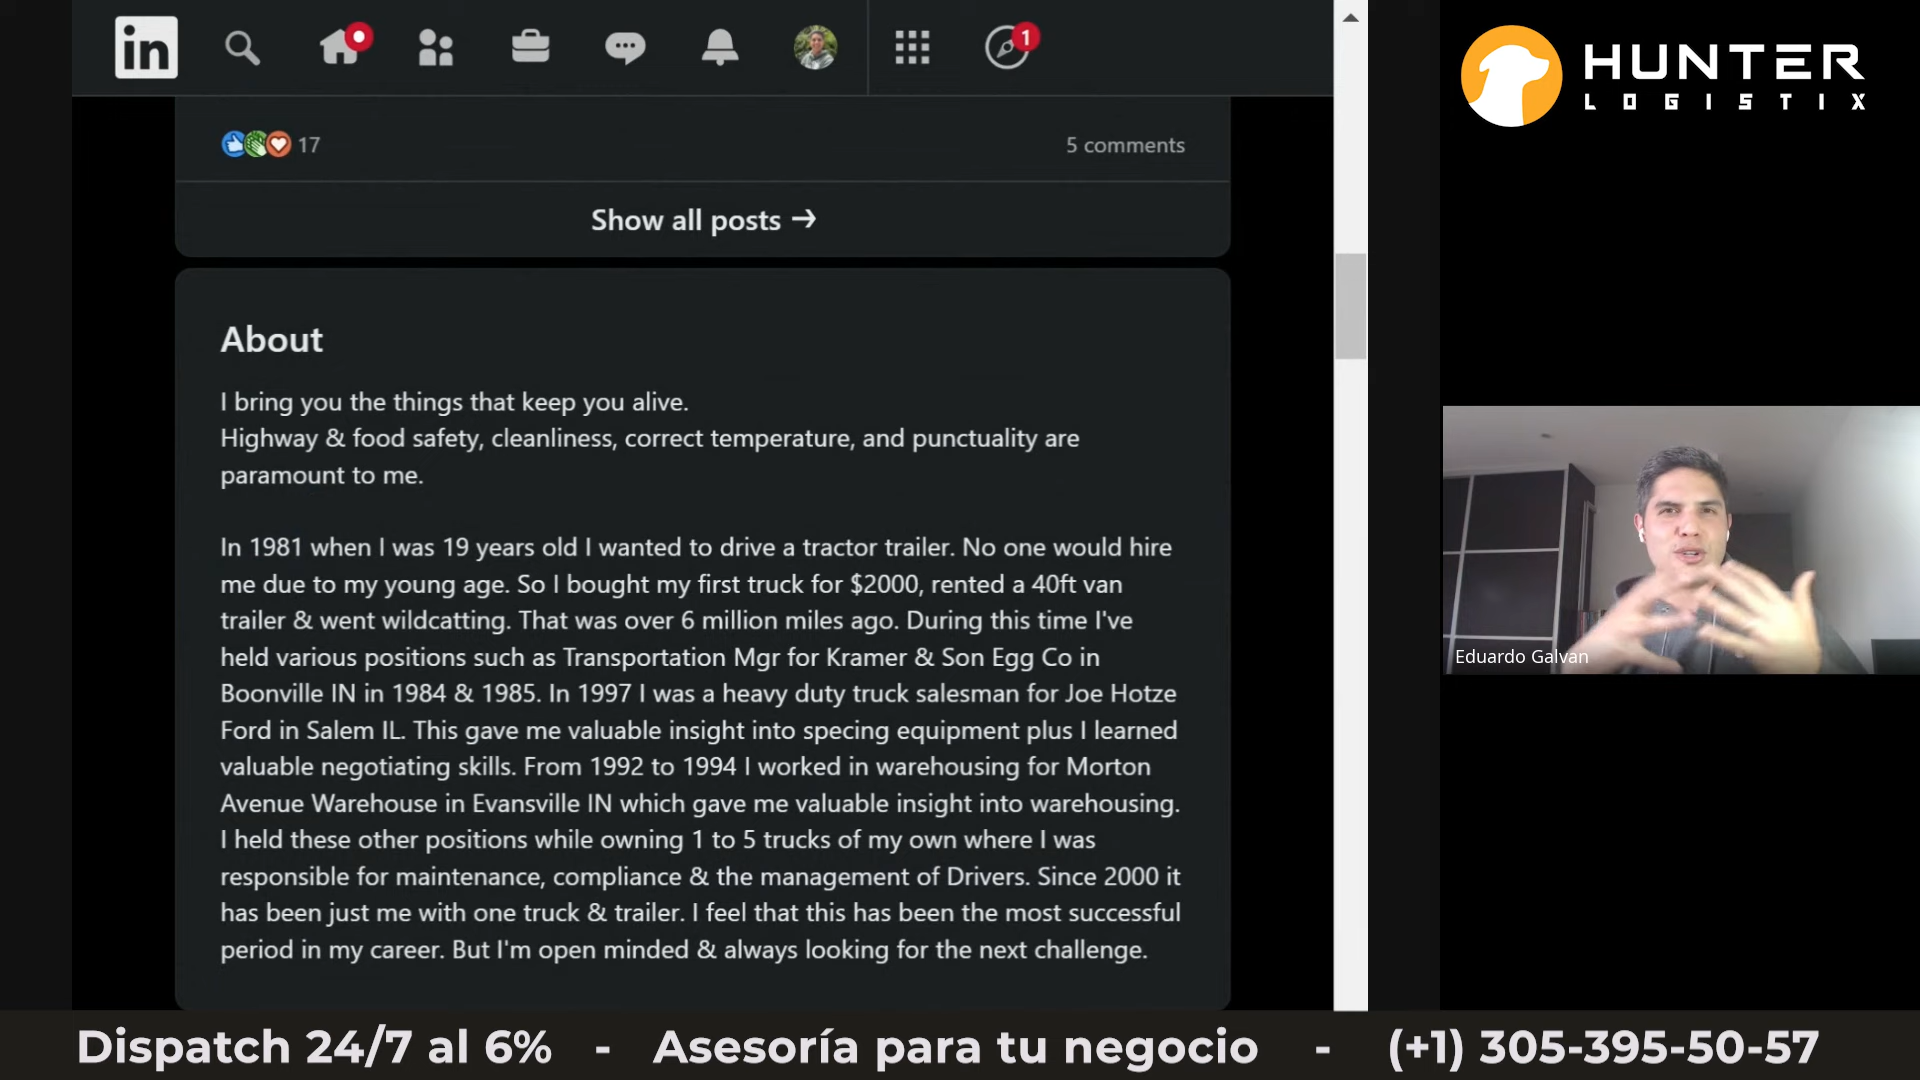 in
1
HUNTER
LOGISTIX
17
5 comments
Show all posts →
About
I bring you the things that keep you alive.
Highway & food safety, cleanliness, correct temperature, and punctuality are
paramount to me.
In 1981 when I was 19 years old I wanted to drive a tractor trailer. No one would hire
me due to my young age. So I bought my first truck for $2000, rented a 40ft van
trailer & went wildcatting. That was over 6 million miles ago. During this time I've
held various positions such as Transportation Mgr for Kramer & Son Egg Co in
Boonville IN in 1984 & 1985. In 1997 I was a heavy duty truck salesman for Joe Hotze
Ford in Salem IL. This gave me valuable insight into specing equipment plus I learned
valuable negotiating skills. From 1992 to 1994 I worked in warehousing for Morton
Avenue Warehouse in Evansville IN which gave me valuable insight into warehousing.
I held these other positions while owning 1 to 5 trucks of my own where I was
responsible for maintenance, compliance & the management of Drivers. Since 2000 it
has been just me with one truck & trailer. I feel that this has been the most successful
period in my career. But I'm open minded & always looking for the next challenge.
Eduardo Galvan
Dispatch 24/7 al 6% - Asesoría para tu negocio - (+1) 305-395-50-57